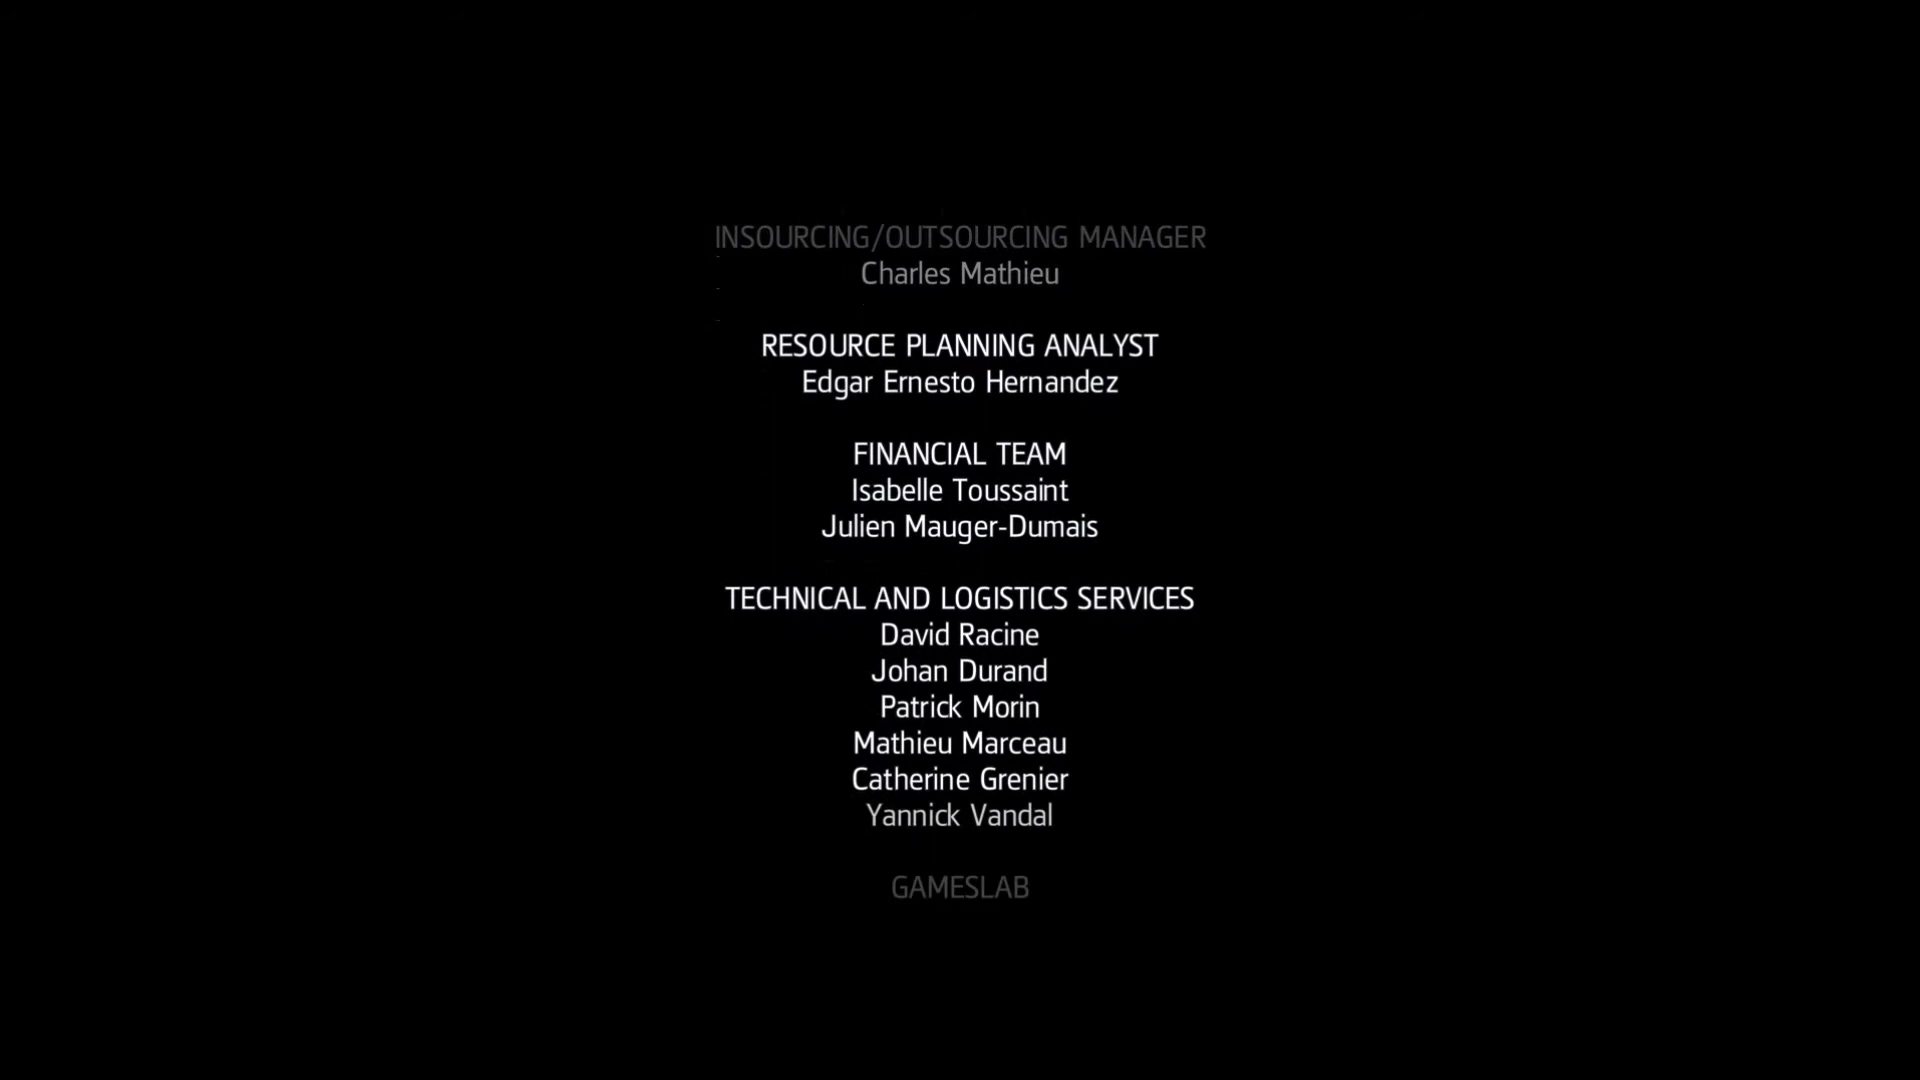 INSOURCING/OUTSOURCING MANAGER
Charles Mathieu
RESOURCE PLANNING ANALYST
Edgar Ernesto Hernandez
FINANCIAL TEAM
Isabelle Toussaint
Julien Mauger-Dumais
TECHNICAL AND LOGISTICS SERVICES
David Racine
Johan Durand
Patrick Morin
Mathieu Marceau
Catherine Grenier
Yannick Vandal
GAMESLAB